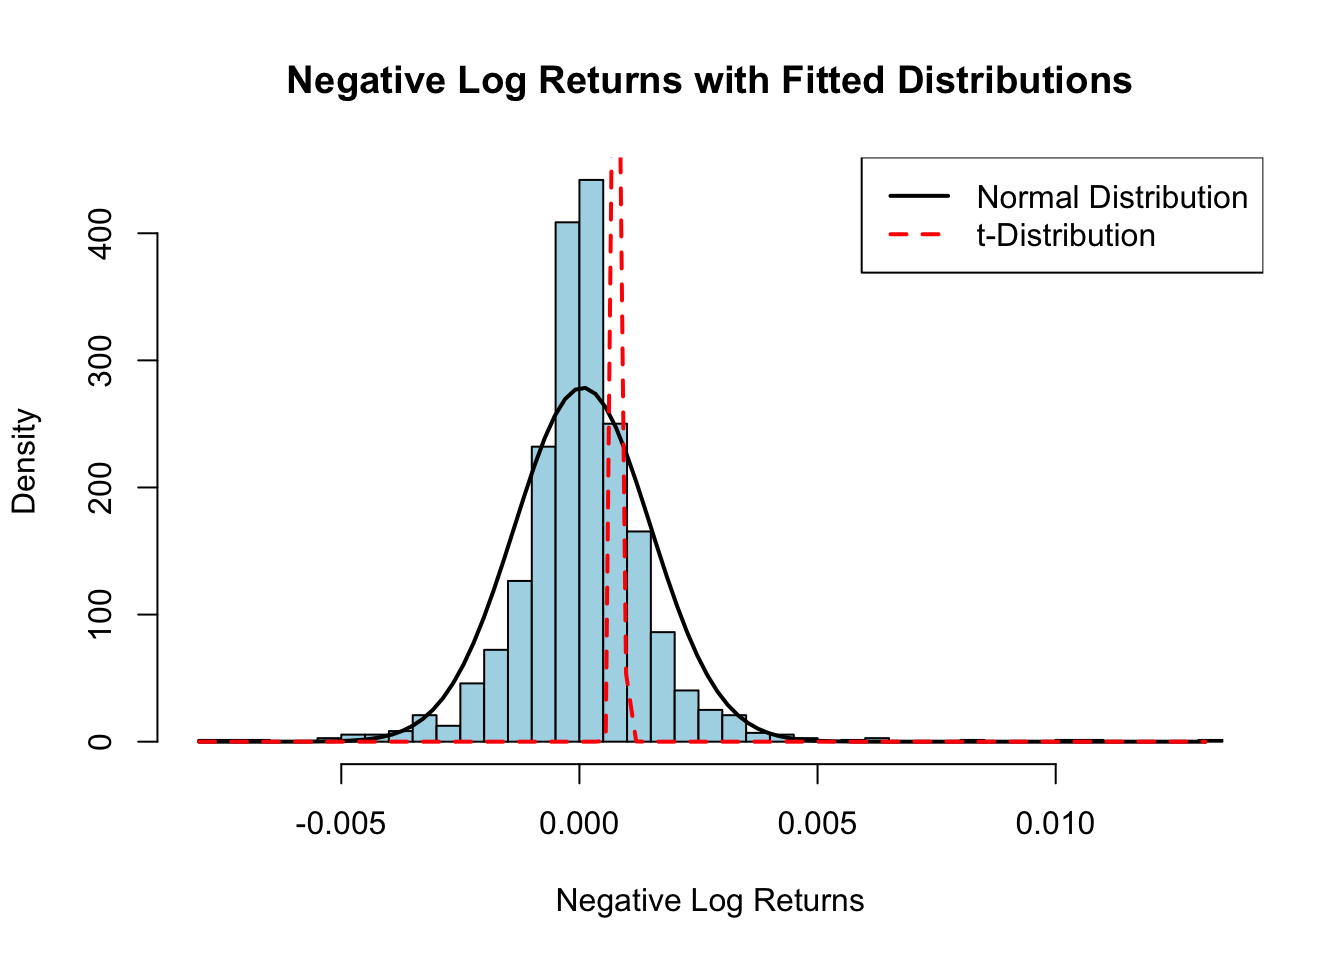 Negative Log Returns with Fitted Distributions
Normal Distribution
t-Distribution
Density
400
300
200
100
0
-0.005
0.000
0.005
0.010
Negative Log Returns